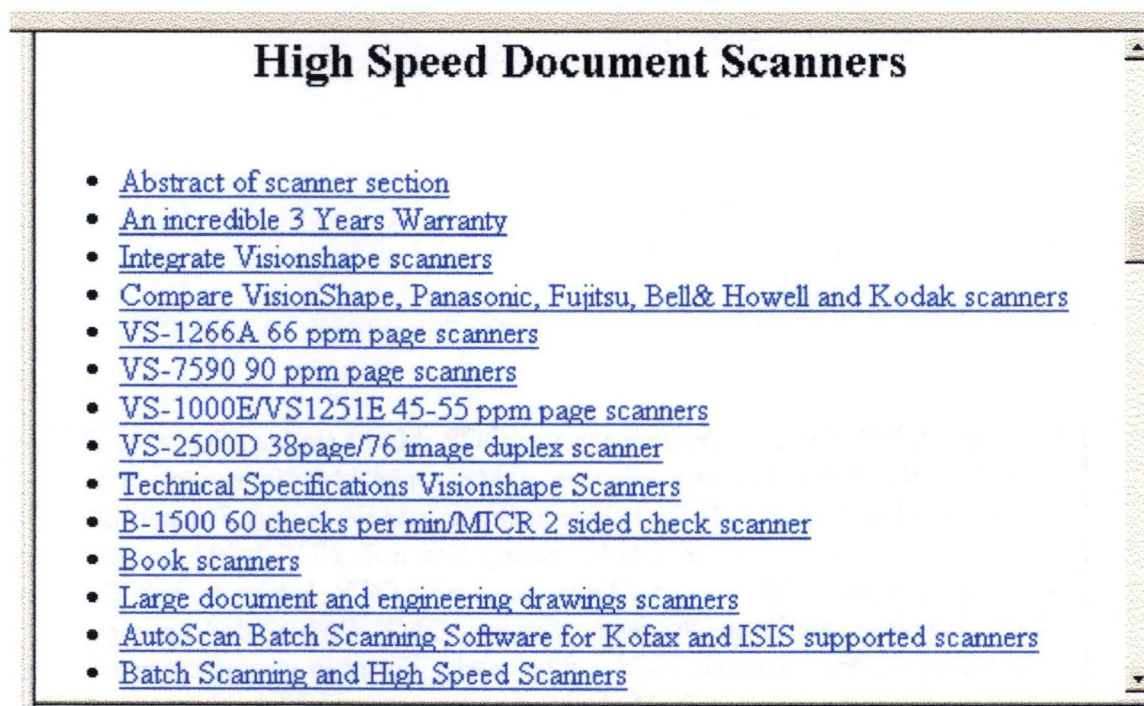 High Speed Document Scanners
Abstract of scanner section
An incredible 3 Years Warranty
Integrate Visionshape scanners
Compare VisionShape, Panasonic, Fujitsu, Bell& Howell and Kodak scanners
VS-1266A 66 ppm page scanners
VS-7590 90 ppm page scanners
VS-1000E/VS1251E 45-55 ppm page scanners
VS-2500D 38page/76 image duplex scanner
Technical Specifications Visionshape Scanners
B-1500 60 checks per min/MICR 2 sided check scanner
Book scanners
Large document and engineering drawings scanners
AutoScan Batch Scanning Software for Kofax and ISIS supported scanners
Batch Scanning and High Speed Scanners